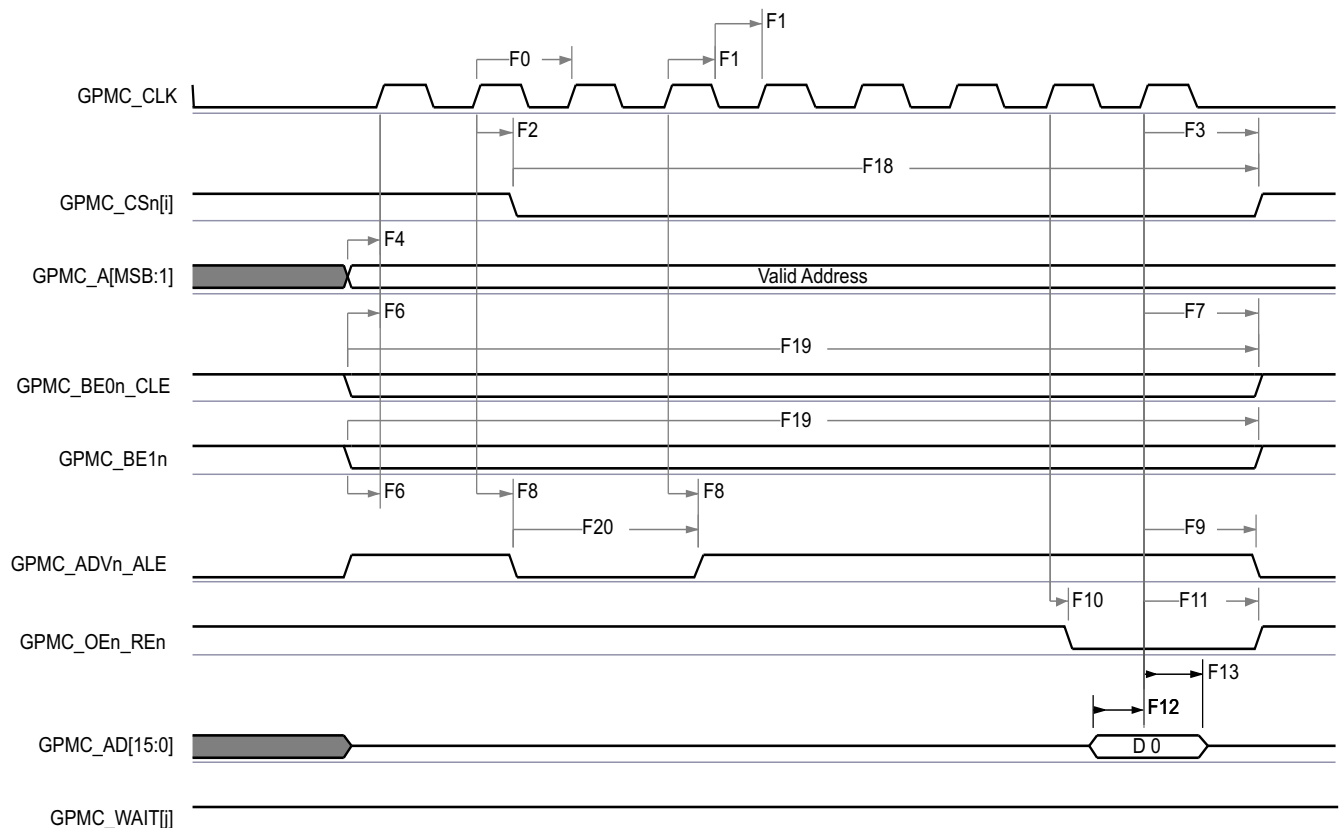 F1
F0
F1
GPMC_CLK
F2
F3
F18
GPMC_CSn[i]
F4
GPMC_A[MSB:1]
Valid Address
F6
F7
F19
GPMC_BE0n_CLE
F19
GPMC_BE1n
F6
F8
F8
F20
F9
GPMC_ADVn_ALE
F10
F11
GPMC_OEn_REn
F13
F12
GPMC_AD[15:0]
D 0
GPMC_WAIT[j]